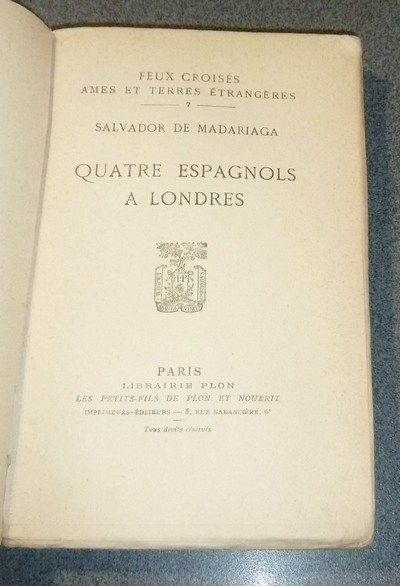 FEUX CROISÉS
AMES ET TERRES ÉTRANGÈRES
7
SALVADOR DE MADARIAGA
QUATRE ESPAGNOLS
A LONDRES
PARIS
LIBRAIRIE PLON
LES PETITS-FILS DE PLON ET NOURRIT
IMPRIMEURS-ÉDITEURS — 8, RUE GARANCIÈRE, 6e
Tous droits réservés